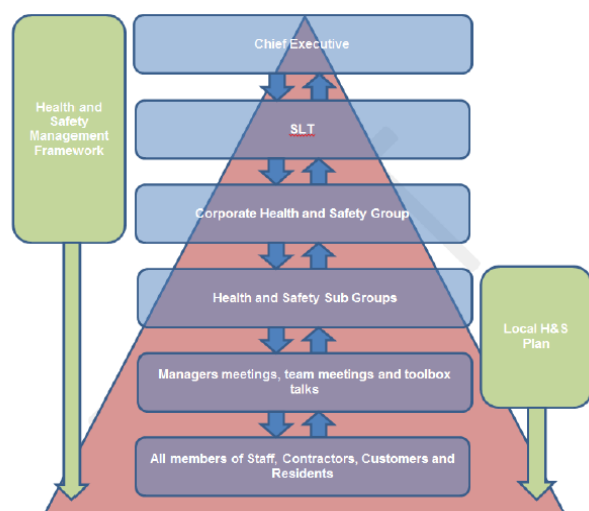 Chief Executive
Health and
Safety
Management
Framework
SLT
Corporate Health and Safety Group
Health and Safety Sub Groups
Local H&S
Plan
Managers meetings, team meetings and toolbox
talks
All members of Staff, Contractors, Customers and
Residents